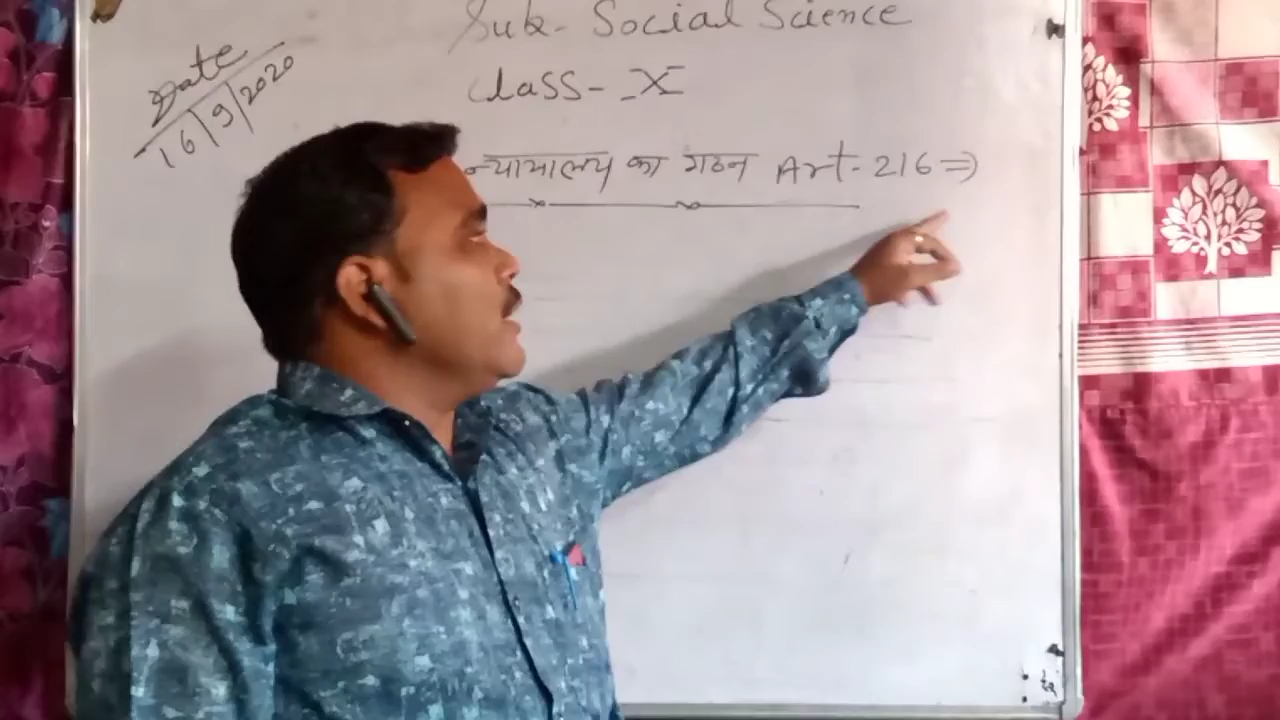 Sub- Social Science
Date
16/9/2020
Class- X
न्यायालय का गठन Art. 216 ⇒